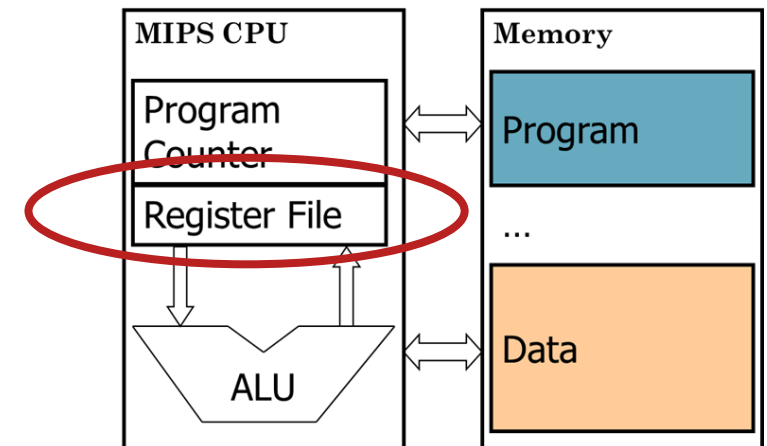 MIPS CPU
Program
Counter
Register File
ALU
Memory
Program
...
Data